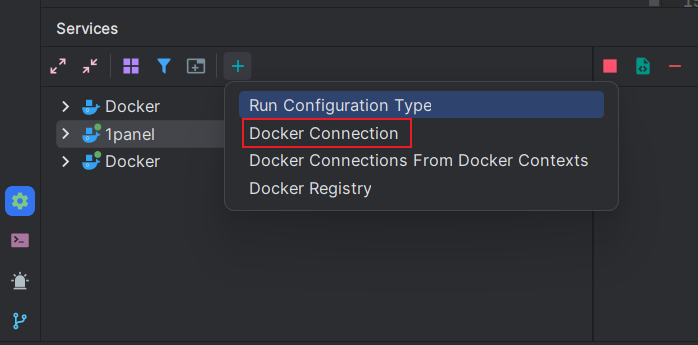 Services
Docker
1panel
Docker
Run Configuration Type
Docker Connection
Docker Connections From Docker Contexts
Docker Registry